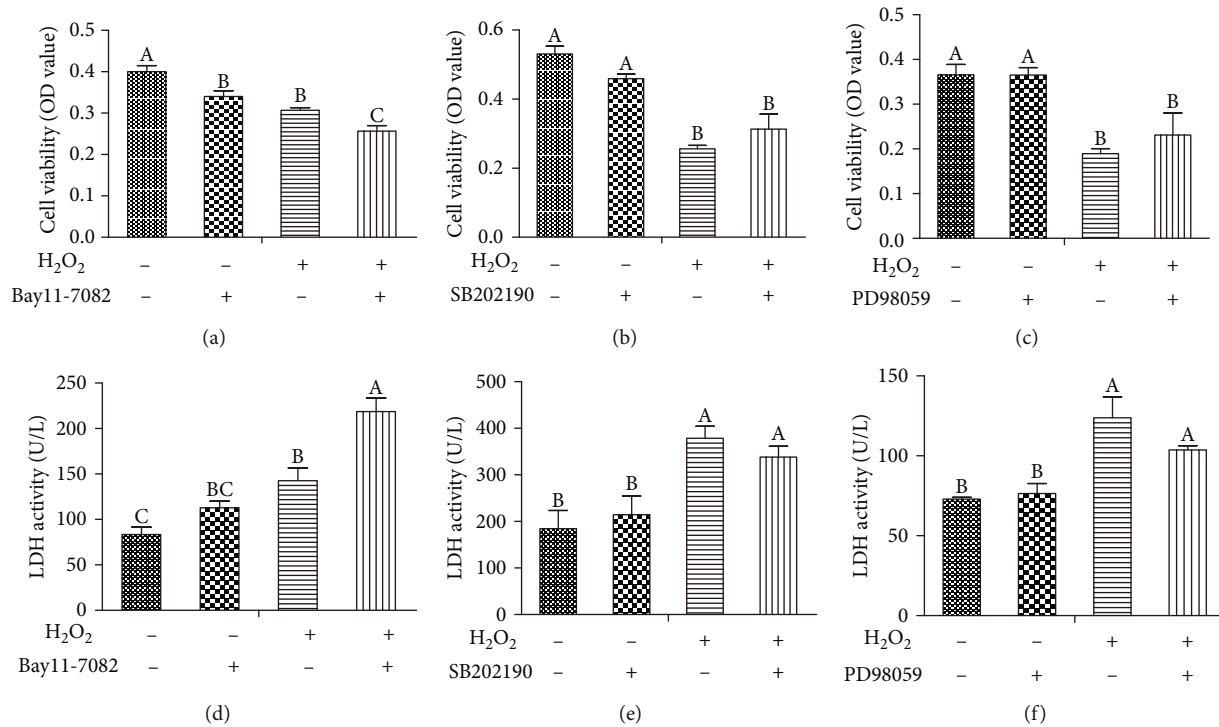 Cell viability (OD value)
0.5
0.4
0.3
0.2
0.1
0.0
A
B
B
C
H₂O₂ – – + +
Bay11-7082 – + – +
(a)
Cell viability (OD value)
0.6
0.4
0.2
0.0
A
A
B
B
H₂O₂ – – + +
SB202190 – + – +
(b)
Cell viability (OD value)
0.5
0.4
0.3
0.2
0.1
0.0
A
A
B
B
H₂O₂ – – + +
PD98059 – + – +
(c)
LDH activity (U/L)
250
200
150
100
50
0
C
BC
B
A
H₂O₂ – – + +
Bay11-7082 – + – +
(d)
LDH activity (U/L)
500
400
300
200
100
0
B
B
A
A
H₂O₂ – – + +
SB202190 – + – +
(e)
LDH activity (U/L)
150
100
50
0
B
B
A
A
H₂O₂ – – + +
PD98059 – + – +
(f)